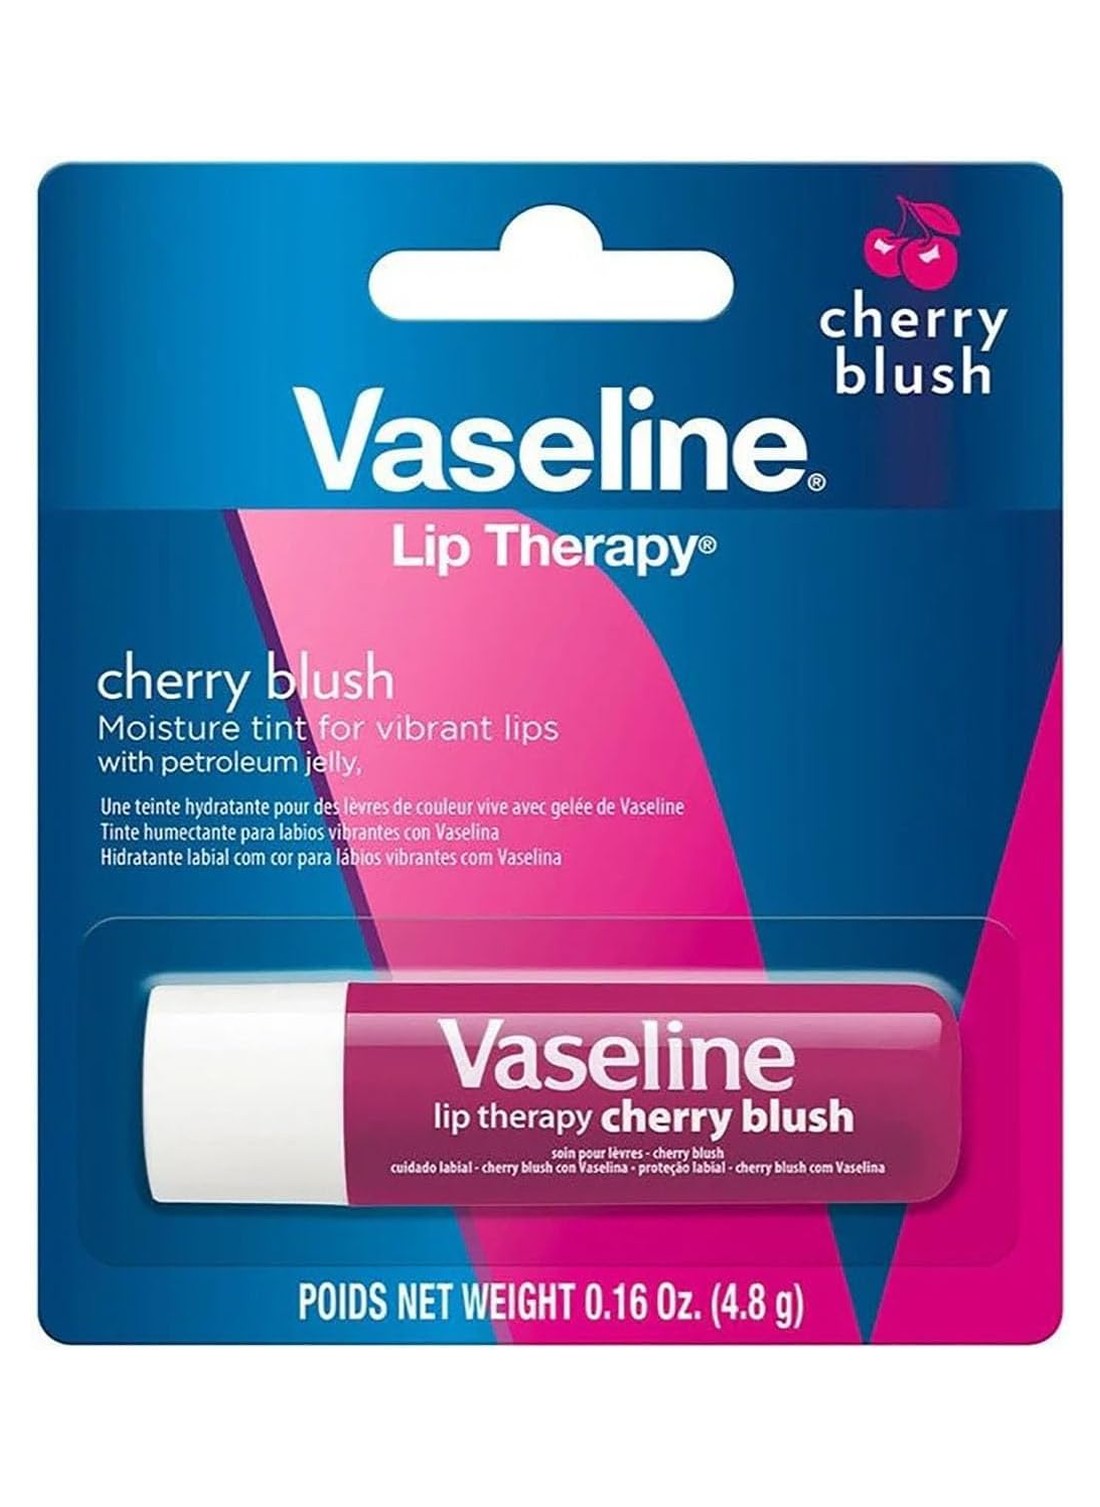 cherry
blush
Vaseline®
Lip Therapy®
cherry blush
Moisture tint for vibrant lips
with petroleum jelly,
Une teinte hydratante pour des lèvres de couleur vive avec gelée de Vaseline
Tinte humectante para labios vibrantes con Vaselina
Hidratante labial com cor para lábios vibrantes com Vaselina
Vaseline
lip therapy cherry blush
soin pour lèvres - cherry blush
cuidado labial - cherry blush con Vaselina - proteção labial - cherry blush com Vaselina
POIDS NET WEIGHT 0.16 Oz. (4.8 g)